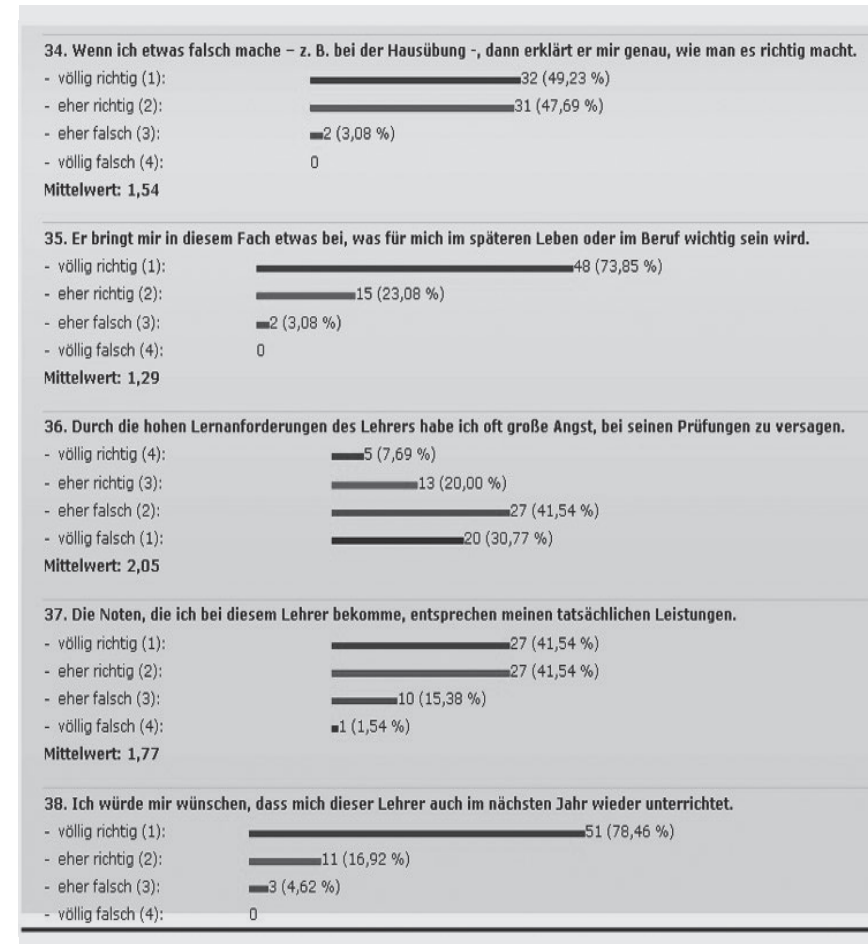 34. Wenn ich etwas falsch mache – z. B. bei der Hausübung -, dann erklärt er mir genau, wie man es richtig macht.
- völlig richtig (1): 32 (49,23 %)
- eher richtig (2): 31 (47,69 %)
- eher falsch (3): 2 (3,08 %)
- völlig falsch (4): 0
Mittelwert: 1,54
35. Er bringt mir in diesem Fach etwas bei, was für mich im späteren Leben oder im Beruf wichtig sein wird.
- völlig richtig (1): 48 (73,85 %)
- eher richtig (2): 15 (23,08 %)
- eher falsch (3): 2 (3,08 %)
- völlig falsch (4): 0
Mittelwert: 1,29
36. Durch die hohen Lernanforderungen des Lehrers habe ich oft große Angst, bei seinen Prüfungen zu versagen.
- völlig richtig (4): 5 (7,69 %)
- eher richtig (3): 13 (20,00 %)
- eher falsch (2): 27 (41,54 %)
- völlig falsch (1): 20 (30,77 %)
Mittelwert: 2,05
37. Die Noten, die ich bei diesem Lehrer bekomme, entsprechen meinen tatsächlichen Leistungen.
- völlig richtig (1): 27 (41,54 %)
- eher richtig (2): 27 (41,54 %)
- eher falsch (3): 10 (15,38 %)
- völlig falsch (4): 1 (1,54 %)
Mittelwert: 1,77
38. Ich würde mir wünschen, dass mich dieser Lehrer auch im nächsten Jahr wieder unterrichtet.
- völlig richtig (1): 51 (78,46 %)
- eher richtig (2): 11 (16,92 %)
- eher falsch (3): 3 (4,62 %)
- völlig falsch (4): 0